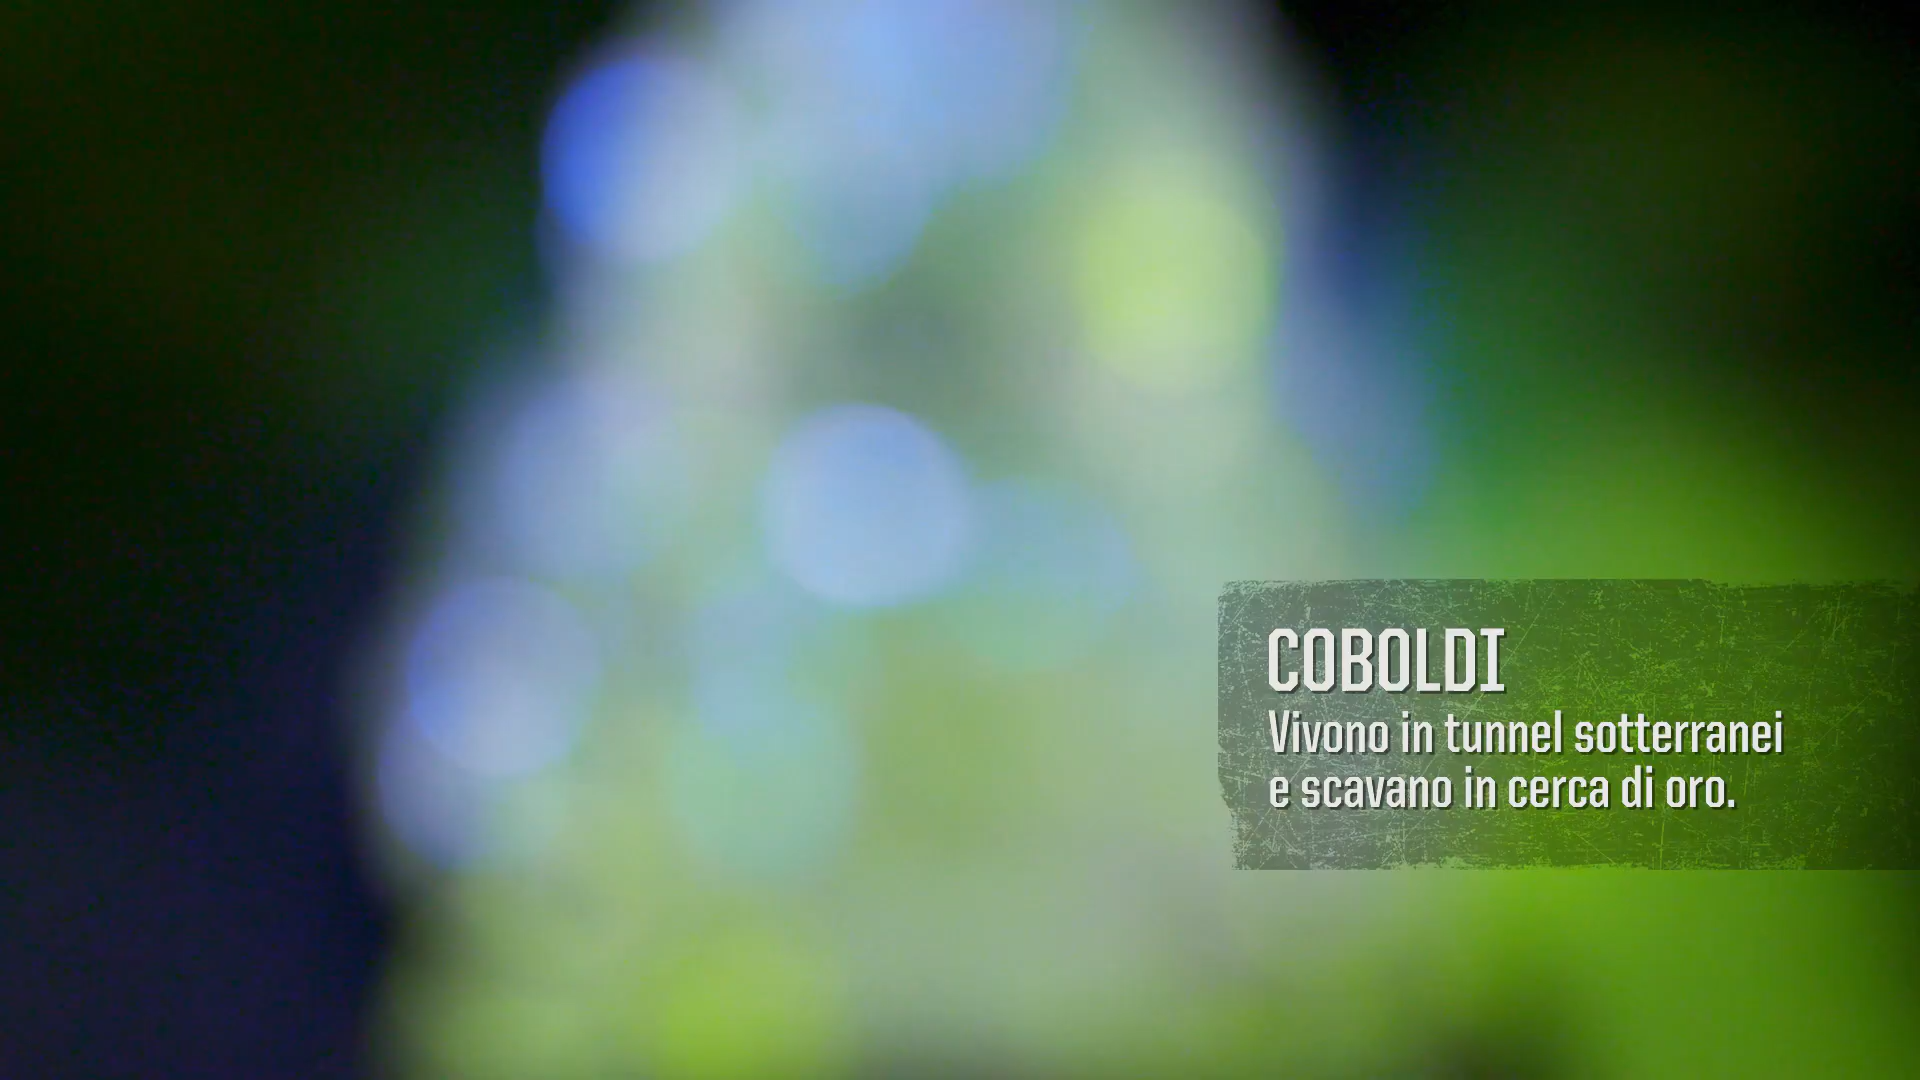 COBOLDI
Vivono in tunnel sotterranei
e scavano in cerca di oro.